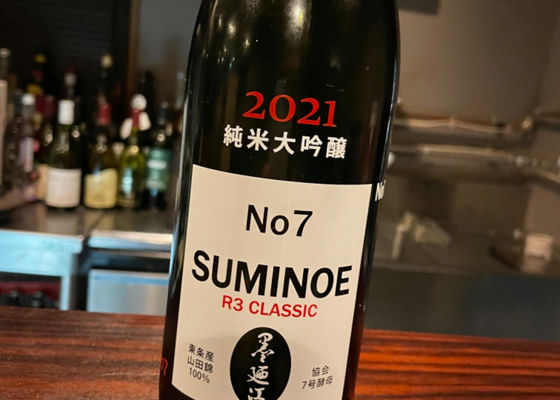 2021
純米大吟醸
No7
SUMINOE
R3 CLASSIC
墨廼江
東条産
山田錦
100%
協会
7号酵母